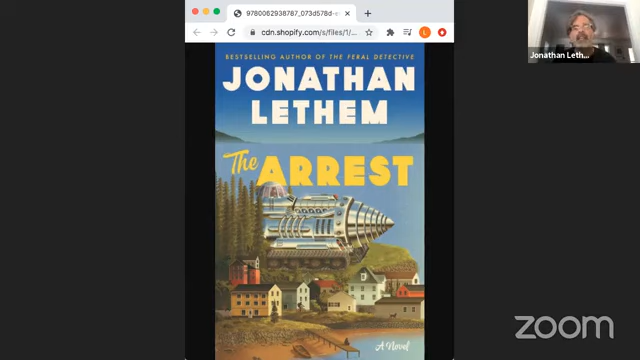 9780062938787_073d578d-e
cdn.shopify.com/s/files/1/...
L
Jonathan Leth...
BESTSELLING AUTHOR OF THE FERAL DETECTIVE
JONATHAN
LETHEM
The ARREST
A Novel
zoom